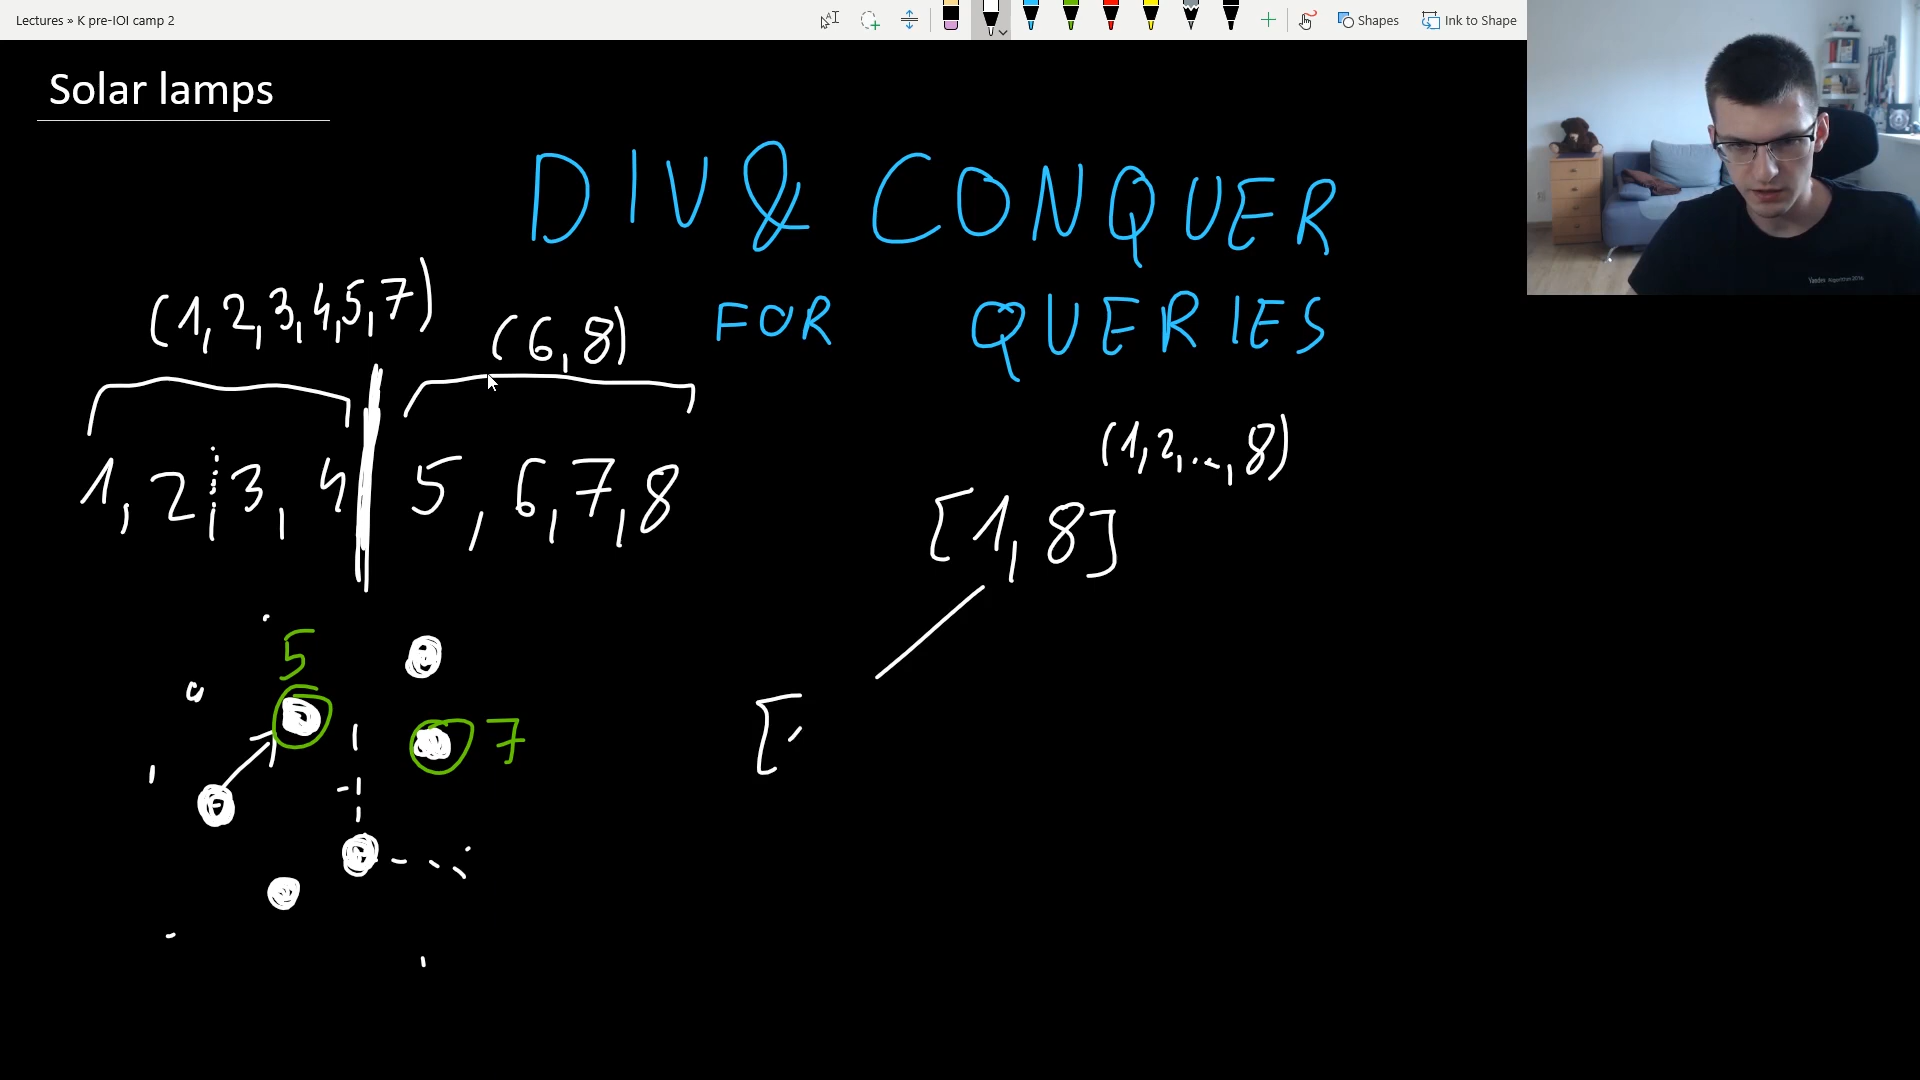 Lectures » K pre-IOI camp 2
Shapes
Ink to Shape
Solar lamps
DIV & CONQUER
FOR QUERIES
(1,2,3,4,5,7)
(6,8)
1, 2 3, 4 5, 6, 7, 8
(1,2,...,8)
[1,8]
5
7
[